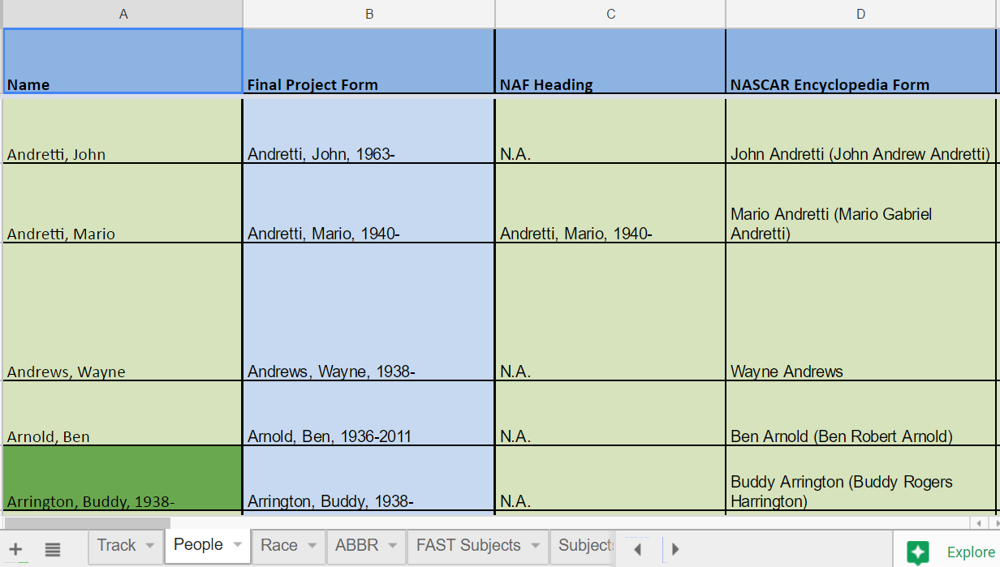 A B C D
Name Final Project Form NAF Heading NASCAR Encyclopedia Form
Andretti, John Andretti, John, 1963- N.A. John Andretti (John Andrew Andretti)
Mario Andretti (Mario Gabriel
Andretti, Mario Andretti, Mario, 1940- Andretti, Mario, 1940- Andretti)
Andrews, Wayne Andrews, Wayne, 1938- N.A. Wayne Andrews
Arnold, Ben Arnold, Ben, 1936-2011 N.A. Ben Arnold (Ben Robert Arnold)
Buddy Arrington (Buddy Rogers
Arrington, Buddy, 1938- Arrington, Buddy, 1938- N.A. Harrington)
Track People Race ABBR FAST Subjects Subject Explore